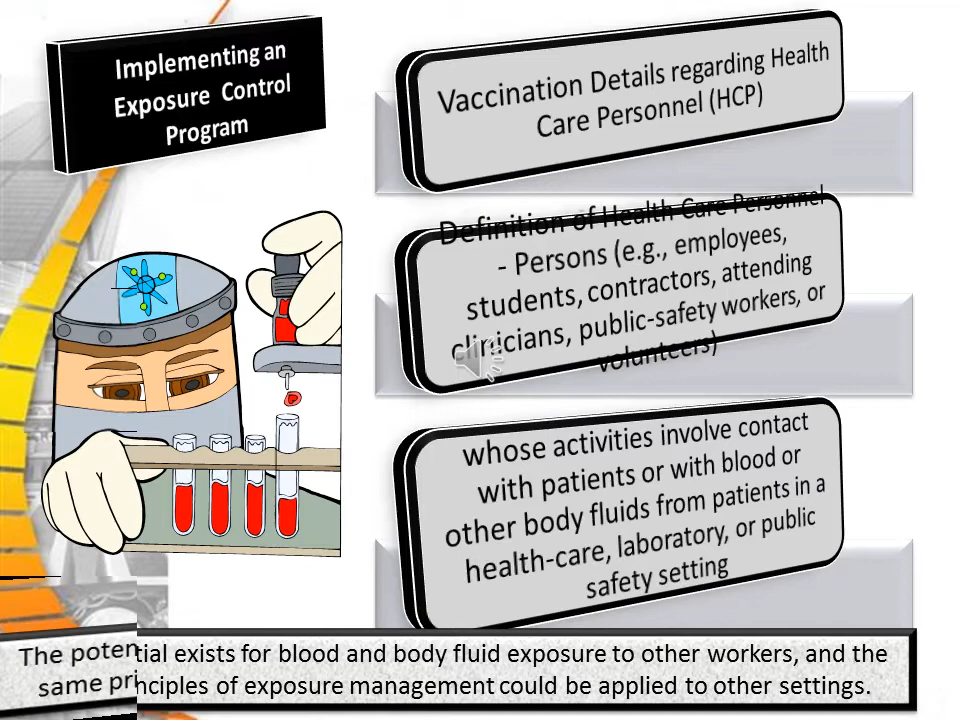 Implementing an
Exposure Control
Program
Vaccination Details regarding Health
Care Personnel (HCP)
Definition of Health Care Personnel
- Persons (e.g., employees,
students, contractors, attending
clinicians, public-safety workers, or
volunteers)
whose activities involve contact
with patients or with blood or
other body fluids from patients in a
health-care, laboratory, or public
safety setting
The potential exists for blood and body fluid exposure to other workers, and the
same principles of exposure management could be applied to other settings.